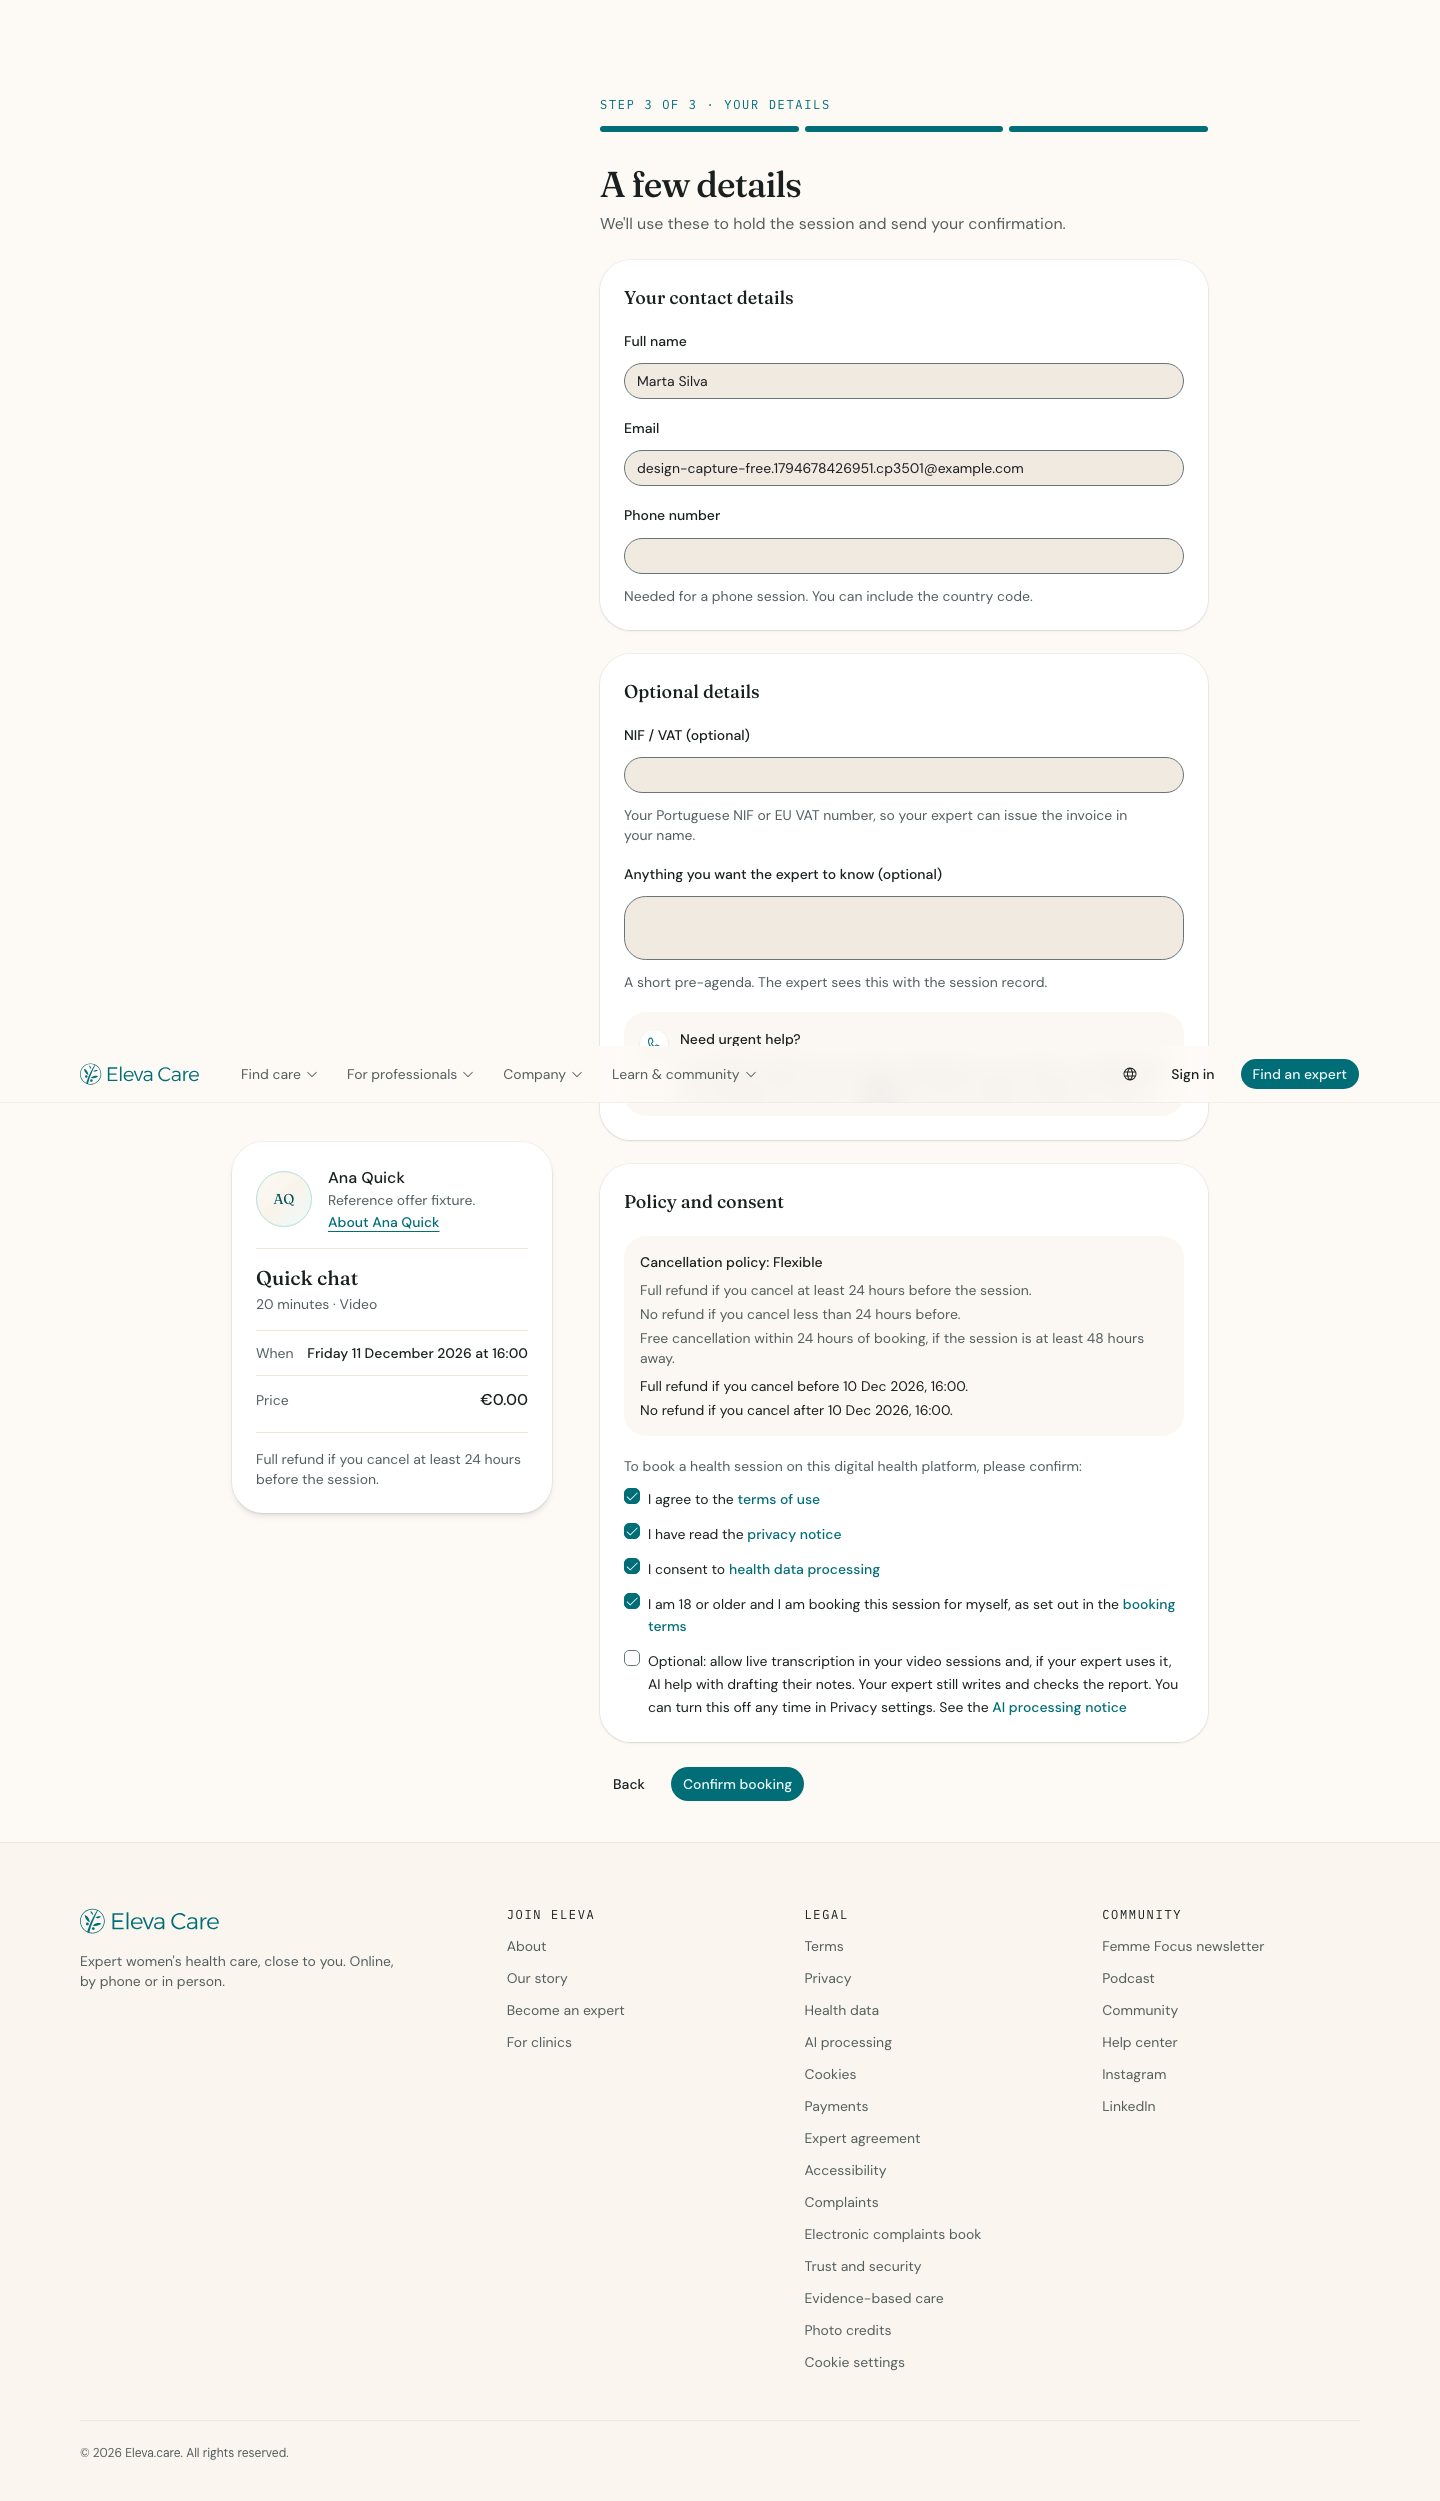 STEP 3 OF 3 · YOUR DETAILS
A few details
We'll use these to hold the session and send your confirmation.
Your contact details
Full name
Marta Silva
Email
design-capture-free.1794678426951.cp3501@example.com
Phone number
Needed for a phone session. You can include the country code.
Optional details
NIF / VAT (optional)
Your Portuguese NIF or EU VAT number, so your expert can issue the invoice in
your name.
Anything you want the expert to know (optional)
A short pre-agenda. The expert sees this with the session record.
Need urgent help?
Eleva Care
Find care
For professionals
Company
Learn & community
Sign in
Find an expert
AQ
Ana Quick
Reference offer fixture.
About Ana Quick
Quick chat
20 minutes · Video
When Friday 11 December 2026 at 16:00
Price €0.00
Full refund if you cancel at least 24 hours
before the session.
Policy and consent
Cancellation policy: Flexible
Full refund if you cancel at least 24 hours before the session.
No refund if you cancel less than 24 hours before.
Free cancellation within 24 hours of booking, if the session is at least 48 hours
away.
Full refund if you cancel before 10 Dec 2026, 16:00.
No refund if you cancel after 10 Dec 2026, 16:00.
To book a health session on this digital health platform, please confirm:
I agree to the terms of use
I have read the privacy notice
I consent to health data processing
I am 18 or older and I am booking this session for myself, as set out in the booking
terms
Optional: allow live transcription in your video sessions and, if your expert uses it,
AI help with drafting their notes. Your expert still writes and checks the report. You
can turn this off any time in Privacy settings. See the AI processing notice
Back
Confirm booking
Eleva Care
Expert women's health care, close to you. Online,
by phone or in person.
JOIN ELEVA
About
Our story
Become an expert
For clinics
LEGAL
Terms
Privacy
Health data
AI processing
Cookies
Payments
Expert agreement
Accessibility
Complaints
Electronic complaints book
Trust and security
Evidence-based care
Photo credits
Cookie settings
COMMUNITY
Femme Focus newsletter
Podcast
Community
Help center
Instagram
LinkedIn
© 2026 Eleva.care. All rights reserved.